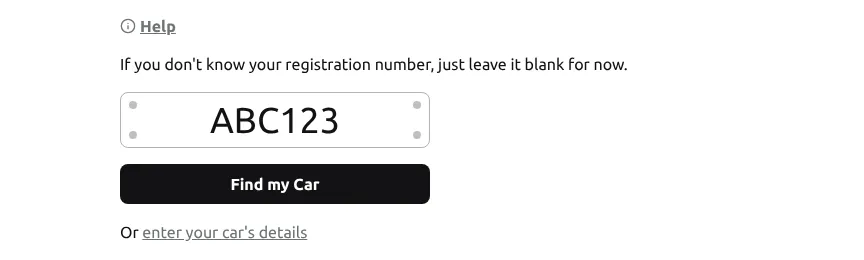 Help
If you don't know your registration number, just leave it blank for now.
ABC123
Find my Car
Or enter your car's details